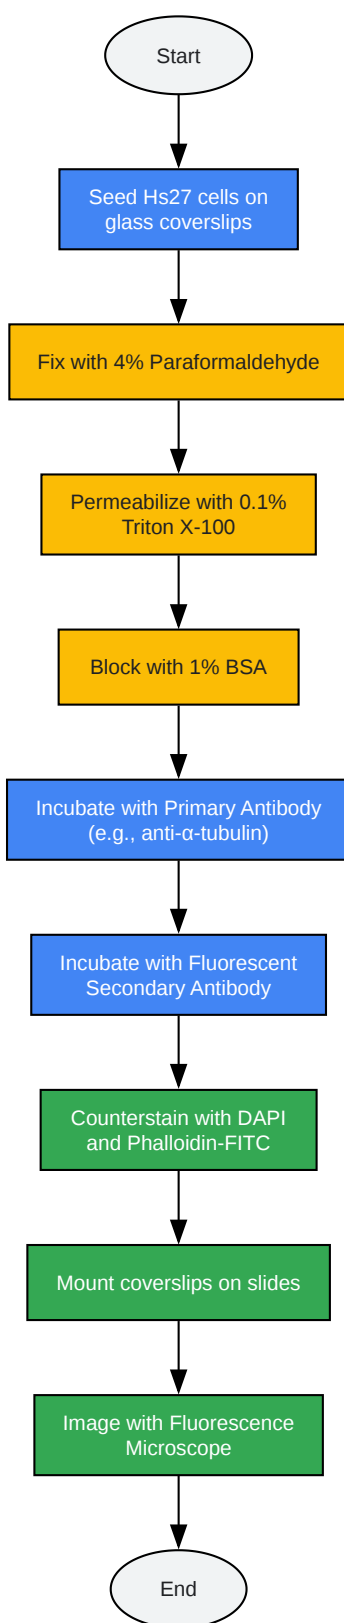 Start
Seed Hs27 cells on
glass coverslips
Fix with 4% Paraformaldehyde
Permeabilize with 0.1%
Triton X-100
Block with 1% BSA
Incubate with Primary Antibody
(e.g., anti-α-tubulin)
Incubate with Fluorescent
Secondary Antibody
Counterstain with DAPI
and Phalloidin-FITC
Mount coverslips on slides
Image with Fluorescence
Microscope
End